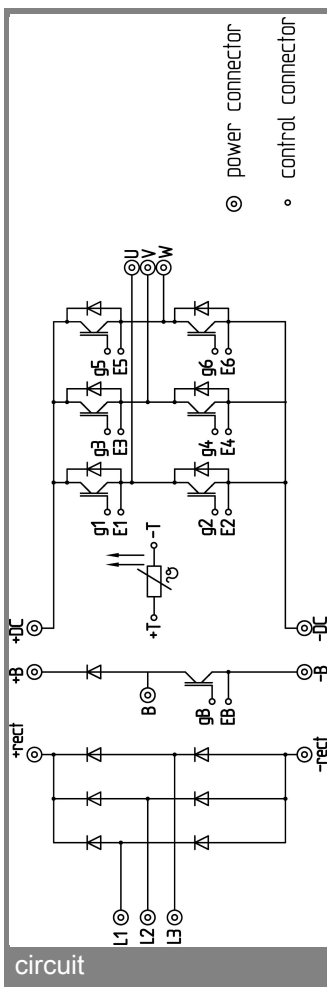 power connector
control connector
U
V
W
g5
E5
g6
E6
g3
E3
g4
E4
g1
E1
g2
E2
-T
+T
ϑ
+DC
-DC
+B
B
gB
EB
-B
+rect
-rect
L1
L2
L3
circuit